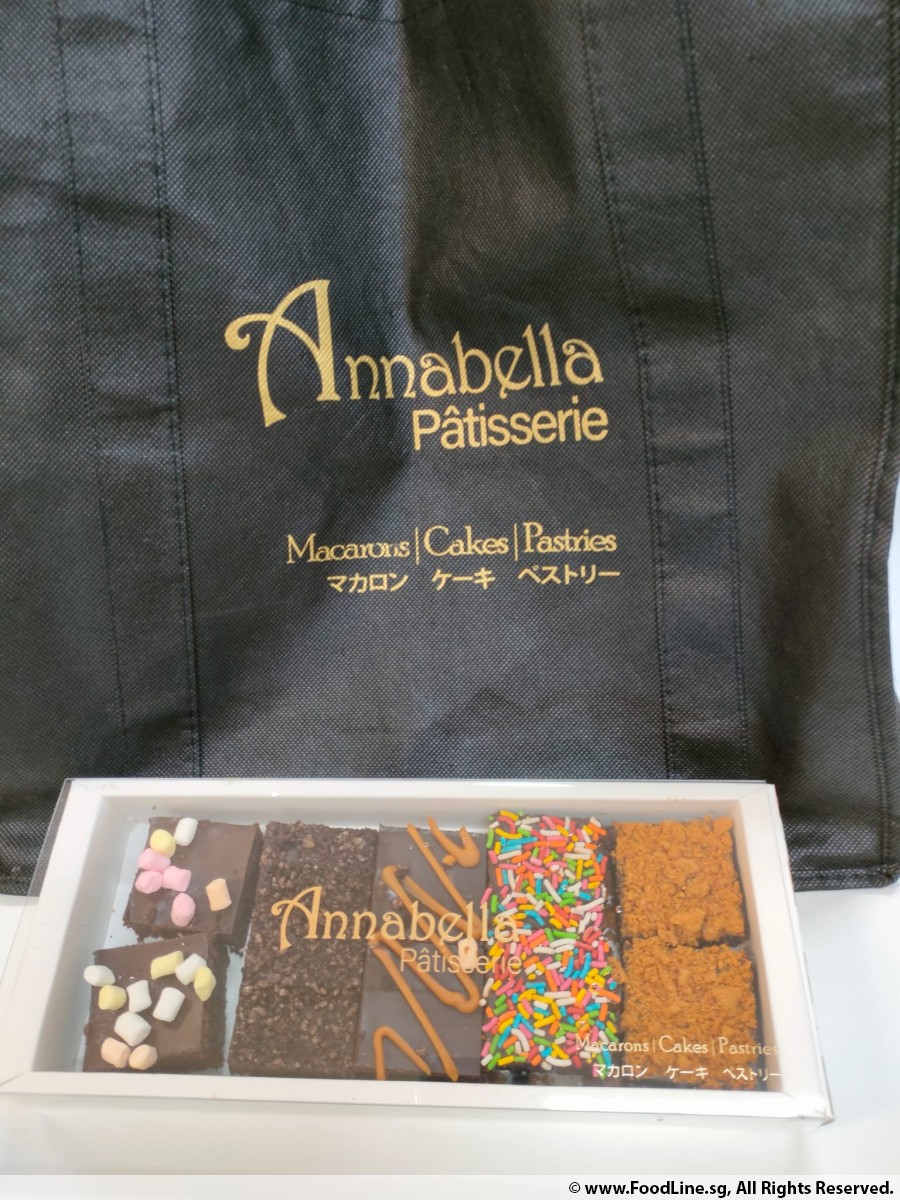 Annabella
Pâtisserie
Macarons|Cakes|Pastries
マカロン ケーキ ペストリー
Annabella
Pâtisserie
Macarons|Cakes|Pastries
マカロン ケーキ ペストリー
© www.FoodLine.sg, All Rights Reserved.